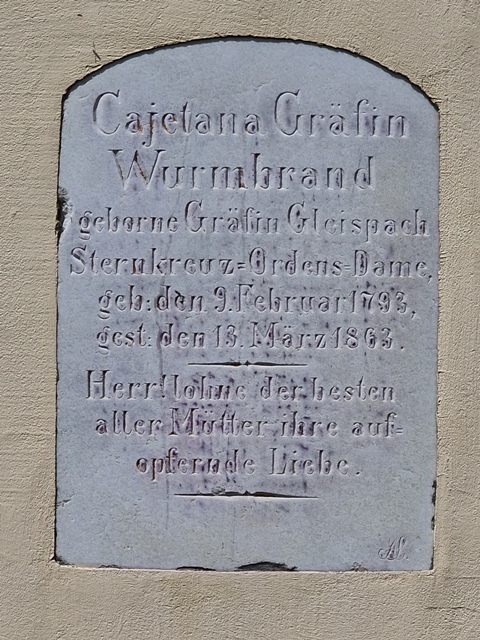 Cajetana Gräfin
Wurmbrand
geborne Gräfin Gleispach
Sternkreuz=Ordens=Dame,
geb: den 9. Februar 1793,
gest: den 13. März 1863.
Herr! lohne der besten
aller Mütter ihre auf=
opfernde Liebe.